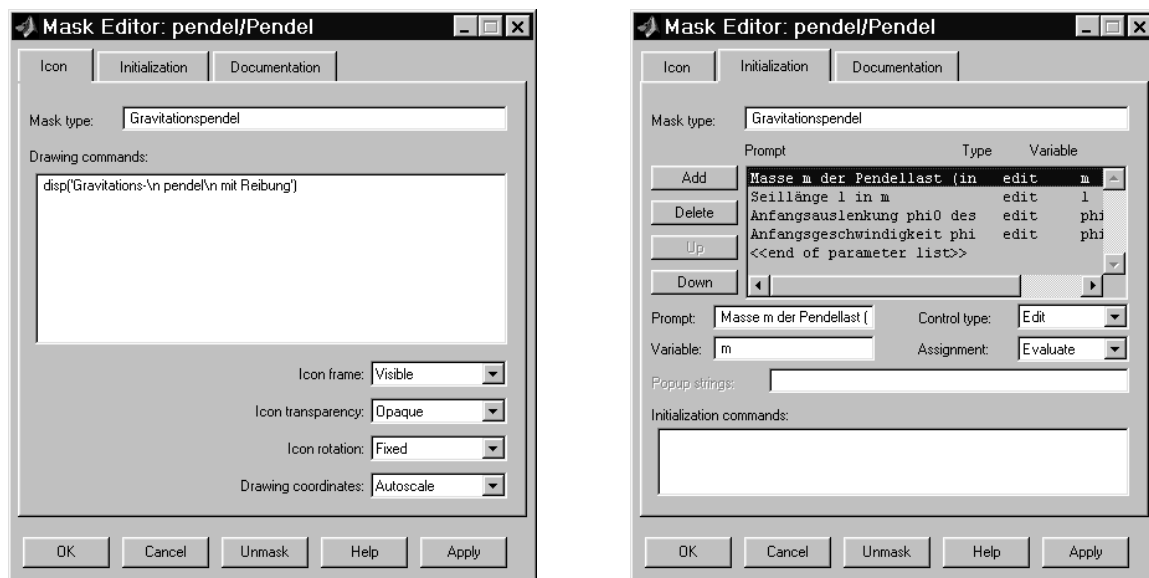 Mask Editor: pendel/Pendel
Icon Initialization Documentation
Mask type: Gravitationspendel
Drawing commands:
disp('Gravitations-\n pendel\n mit Reibung')
Icon frame: Visible
Icon transparency: Opaque
Icon rotation: Fixed
Drawing coordinates: Autoscale
OK Cancel Unmask Help Apply
Mask Editor: pendel/Pendel
Icon Initialization Documentation
Mask type: Gravitationspendel
Prompt Type Variable
Add
Delete
Up
Down
Masse m der Pendellast (in edit m
Seillänge l in m edit l
Anfangsauslenkung phi0 des edit phi
Anfangsgeschwindigkeit phi edit phi
<<end of parameter list>>
Prompt: Masse m der Pendellast ( Control type: Edit
Variable: m Assignment: Evaluate
Popup strings:
Initialization commands:
OK Cancel Unmask Help Apply